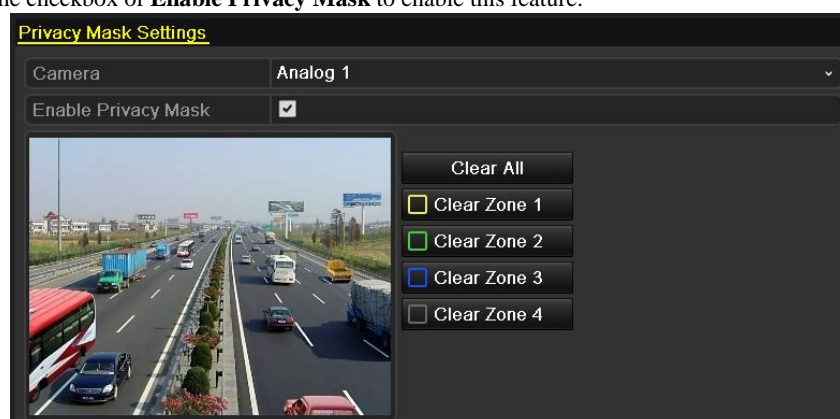 he checkbox of Enable Privacy Mask to enable this feature.
Privacy Mask Settings
Camera Analog 1
Enable Privacy Mask
Clear All
Clear Zone 1
Clear Zone 2
Clear Zone 3
Clear Zone 4